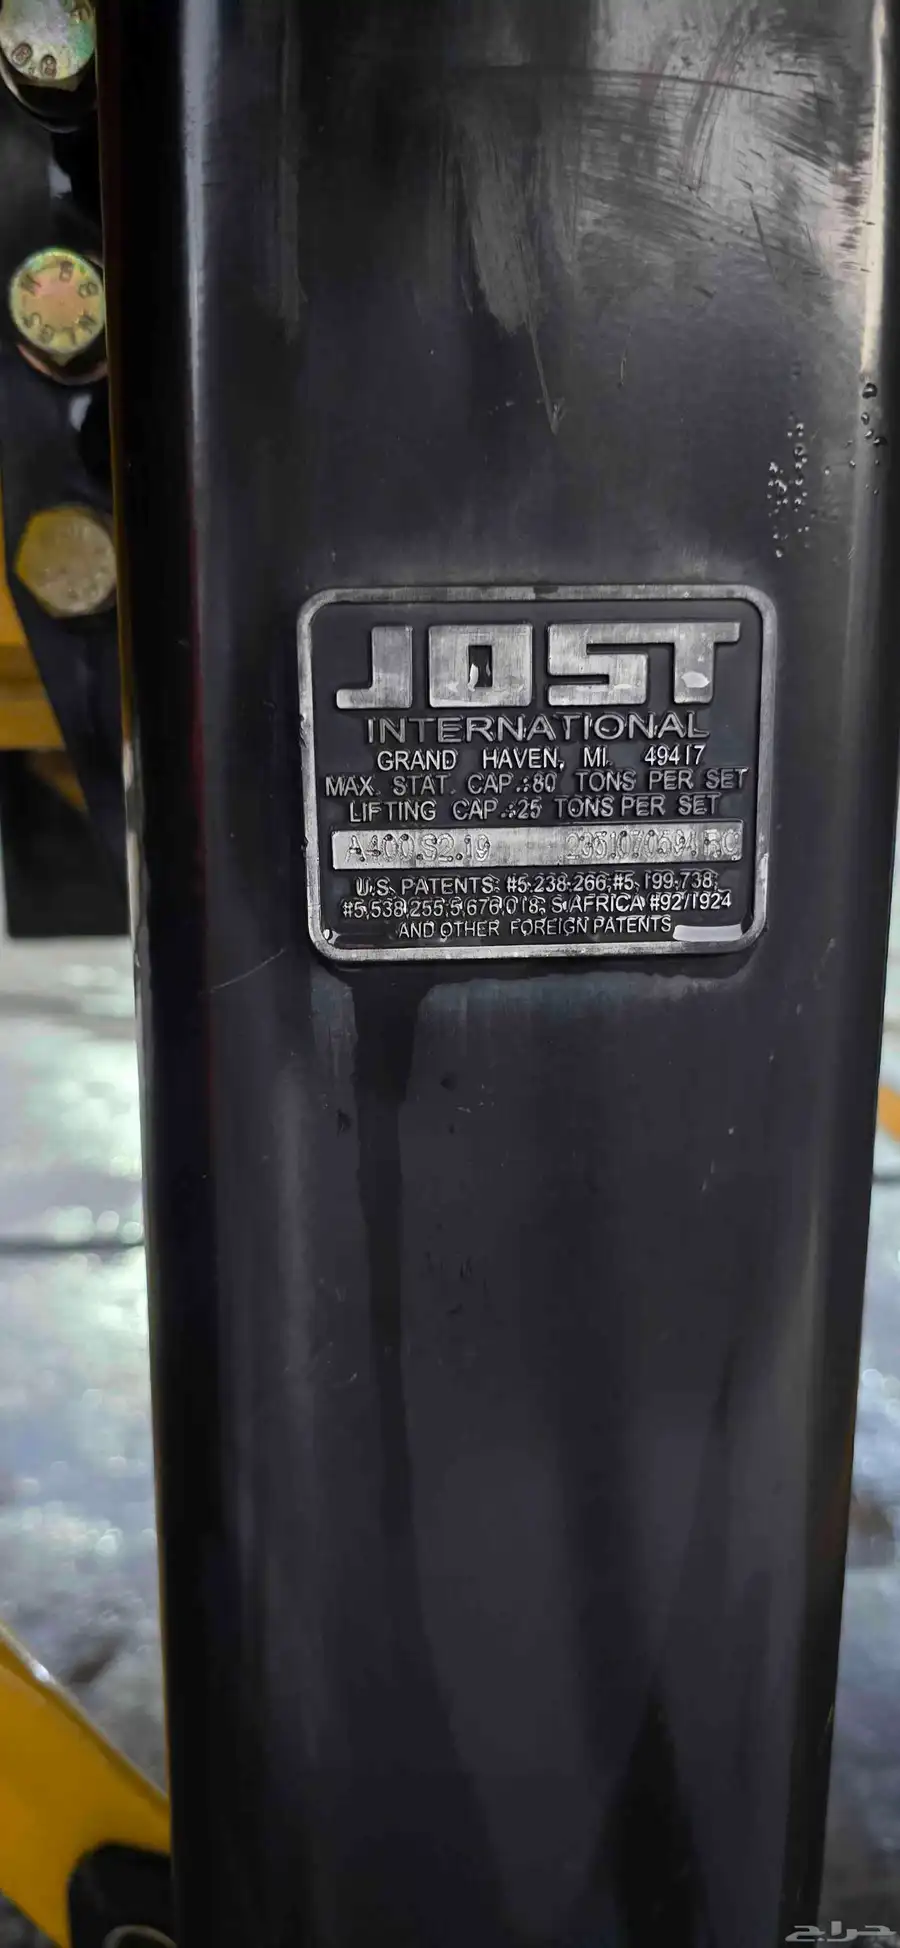 JOST
INTERNATIONAL
GRAND HAVEN, MI. 49417
MAX. STAT. CAP.:80 TONS PER SET
LIFTING CAP.:25 TONS PER SET
A400.S2.19
U.S. PATENTS: #5,238,266,#5,199,738,
#5,538,255,5,676,018, S.AFRICA #92/1924
AND OTHER FOREIGN PATENTS
حراج